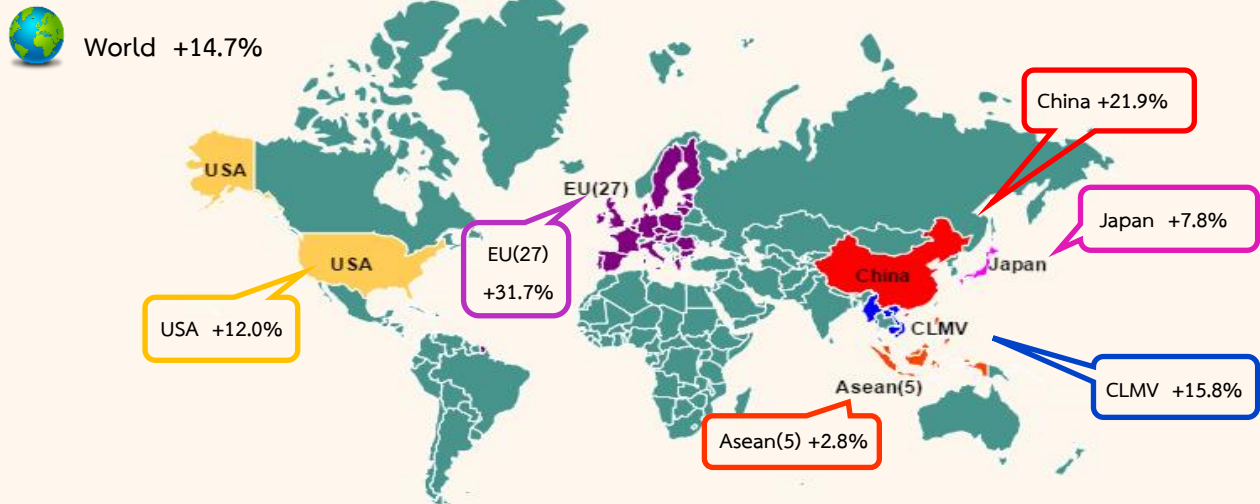 World +14.7%
China +21.9%
USA
EU(27)
Japan +7.8%
EU(27)
+31.7%
USA
China
Japan
USA +12.0%
CLMV
Asean(5)
CLMV +15.8%
Asean(5) +2.8%